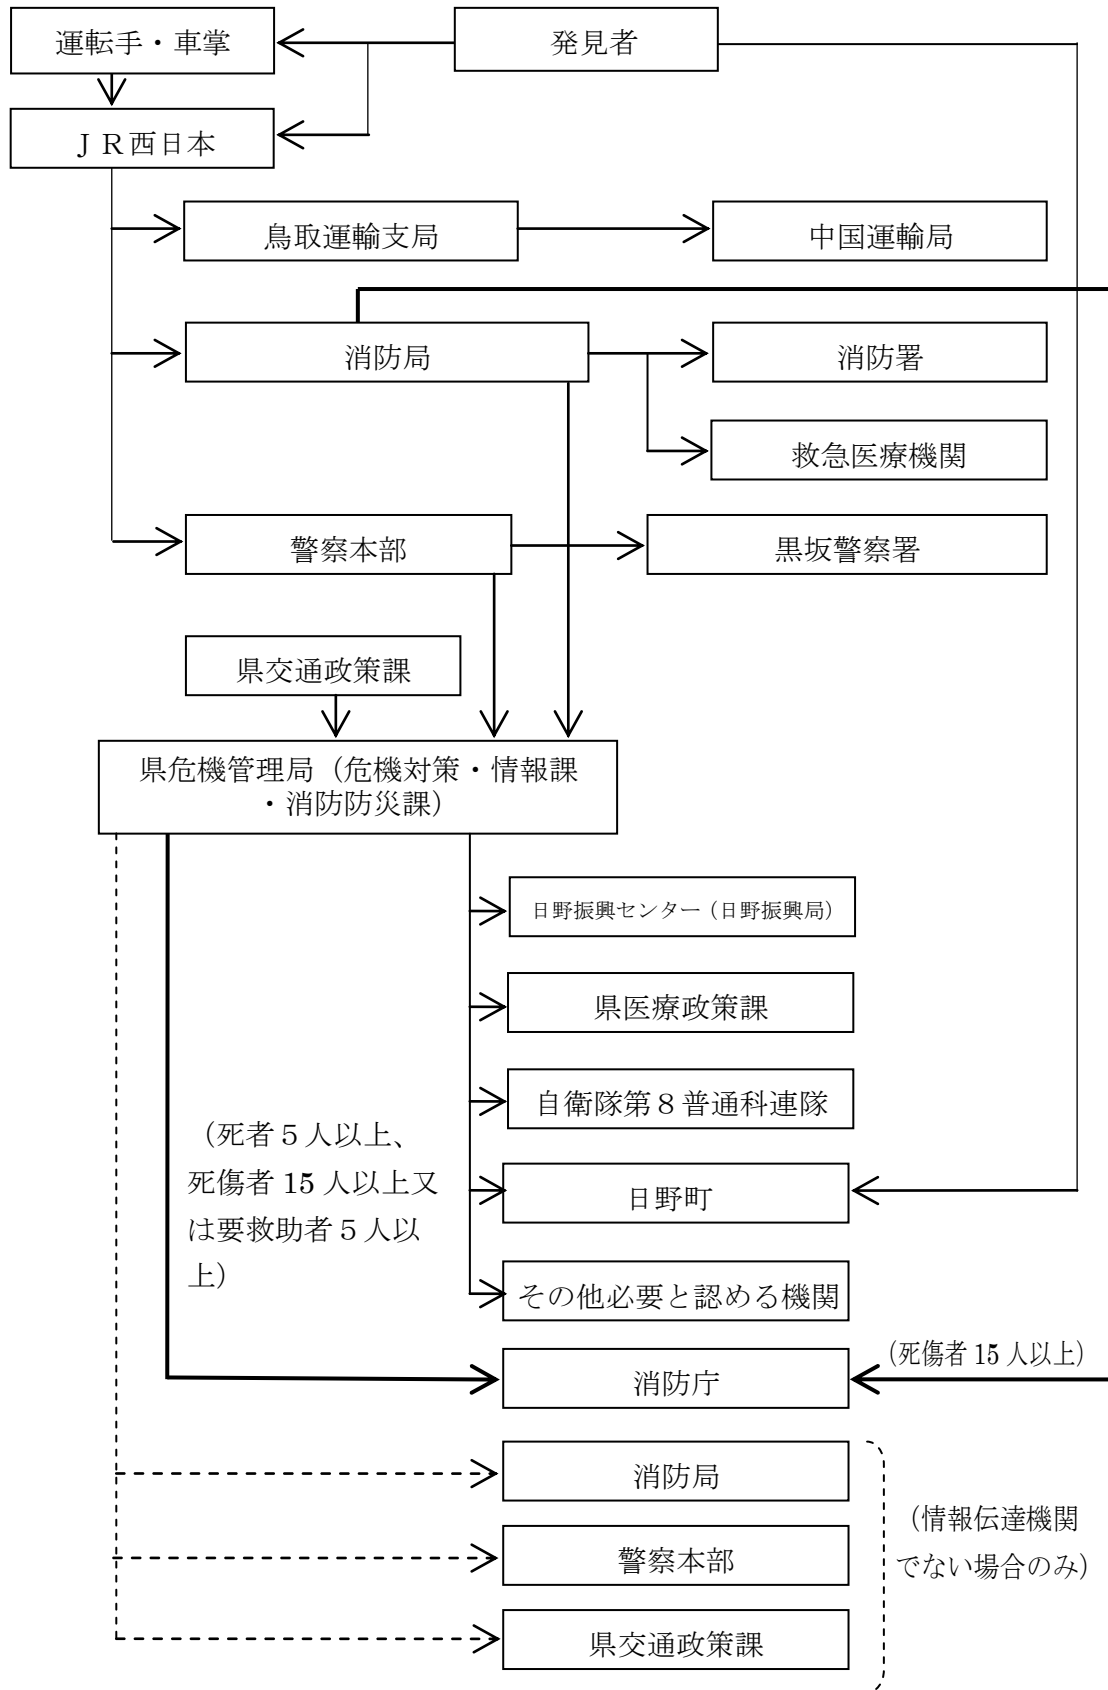 運転手・車掌
発見者
ＪＲ西日本
鳥取運輸支局
中国運輸局
消防局
消防署
救急医療機関
警察本部
黒坂警察署
県交通政策課
県危機管理局（危機対策・情報課
・消防防災課）
日野振興センター（日野振興局）
県医療政策課
自衛隊第８普通科連隊
（死者５人以上、
死傷者 15 人以上又
は要救助者５人以
上）
日野町
その他必要と認める機関
（死傷者 15 人以上）
消防庁
消防局
警察本部
県交通政策課
（情報伝達機関
でない場合のみ）